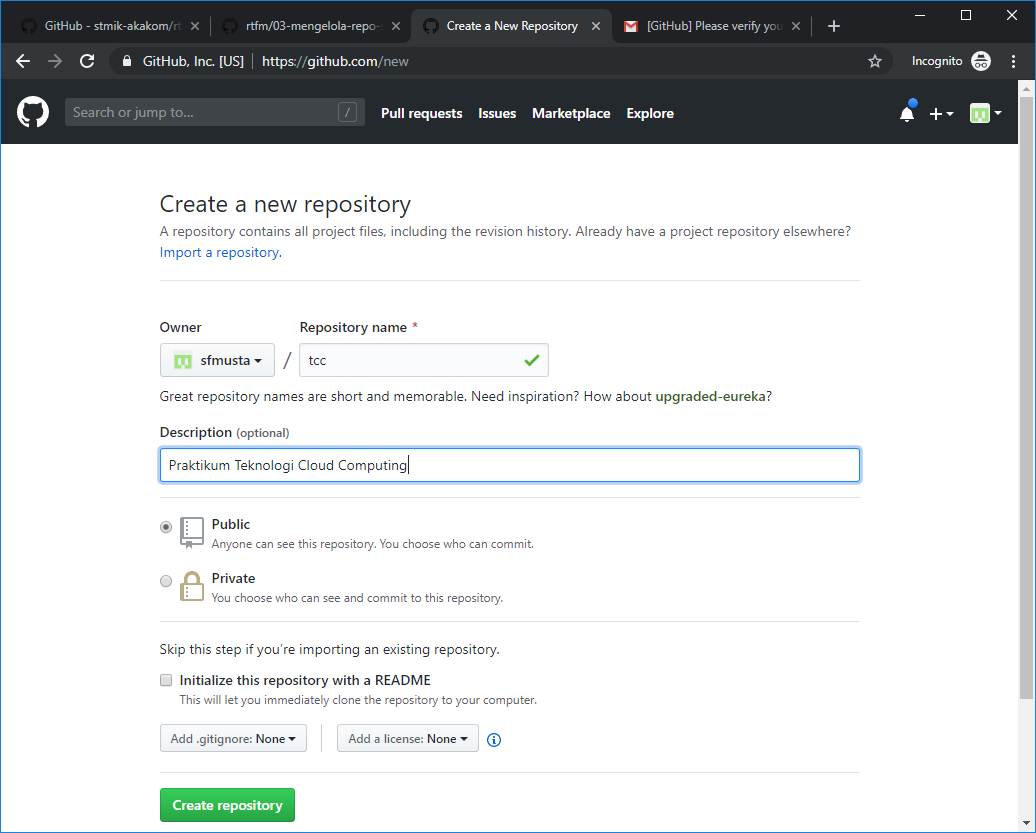 GitHub - stmik-akakom/rt
rtfm/03-mengelola-repo-
Create a New Repository
[GitHub] Please verify you
GitHub, Inc. [US] | https://github.com/new
Incognito
Search or jump to...
/
Pull requests
Issues
Marketplace
Explore
Create a new repository
A repository contains all project files, including the revision history. Already have a project repository elsewhere?
Import a repository.
Owner
Repository name *
sfmusta / tcc
Great repository names are short and memorable. Need inspiration? How about upgraded-eureka?
Description (optional)
Praktikum Teknologi Cloud Computing
Public
Anyone can see this repository. You choose who can commit.
Private
You choose who can see and commit to this repository.
Skip this step if you're importing an existing repository.
Initialize this repository with a README
This will let you immediately clone the repository to your computer.
Add .gitignore: None
Add a license: None
Create repository